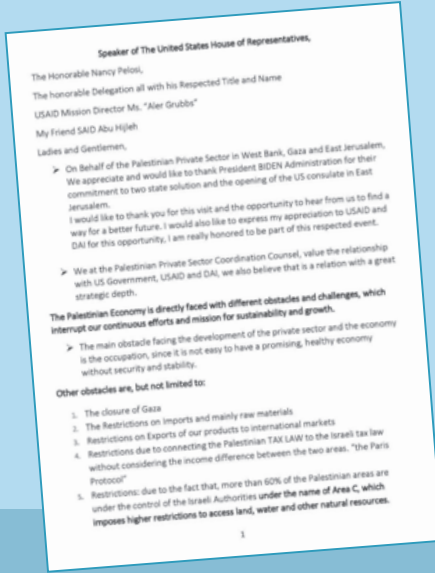 Speaker of The United States House of Representatives,
The Honorable Nancy Pelosi,
The honorable Delegation all with his Respected Title and Name
USAID Mission Director Ms. "Aler Grubbs"
My Friend SAID Abu Hijleh
Ladies and Gentlemen,
➢ On Behalf of the Palestinian Private Sector in West Bank, Gaza and East Jerusalem,
We appreciate and would like to thank President BIDEN Administration for their
commitment to two state solution and the opening of the US consulate in East
Jerusalem.
I would like to thank you for this visit and the opportunity to hear from us to find a
way for a better future. I would also like to express my appreciation to USAID and
DAI for this opportunity, I am really honored to be part of this respected event.
➢ We at the Palestinian Private Sector Coordination Counsel, value the relationship
with US Government, USAID and DAI, we also believe that is a relation with a great
strategic depth.
The Palestinian Economy is directly faced with different obstacles and challenges, which
interrupt our continuous efforts and mission for sustainability and growth.
➢ The main obstacle facing the development of the private sector and the economy
is the occupation, since it is not easy to have a promising, healthy economy
without security and stability.
Other obstacles are, but not limited to:
1. The closure of Gaza
2. The Restrictions on Imports and mainly raw materials
3. Restrictions on Exports of our products to international markets
4. Restrictions due to connecting the Palestinian TAX LAW to the Israeli tax law
without considering the income difference between the two areas. "the Paris
Protocol"
5. Restrictions: due to the fact that, more than 60% of the Palestinian areas are
under the control of the Israeli Authorities under the name of Area C, which
imposes higher restrictions to access land, water and other natural resources.
1